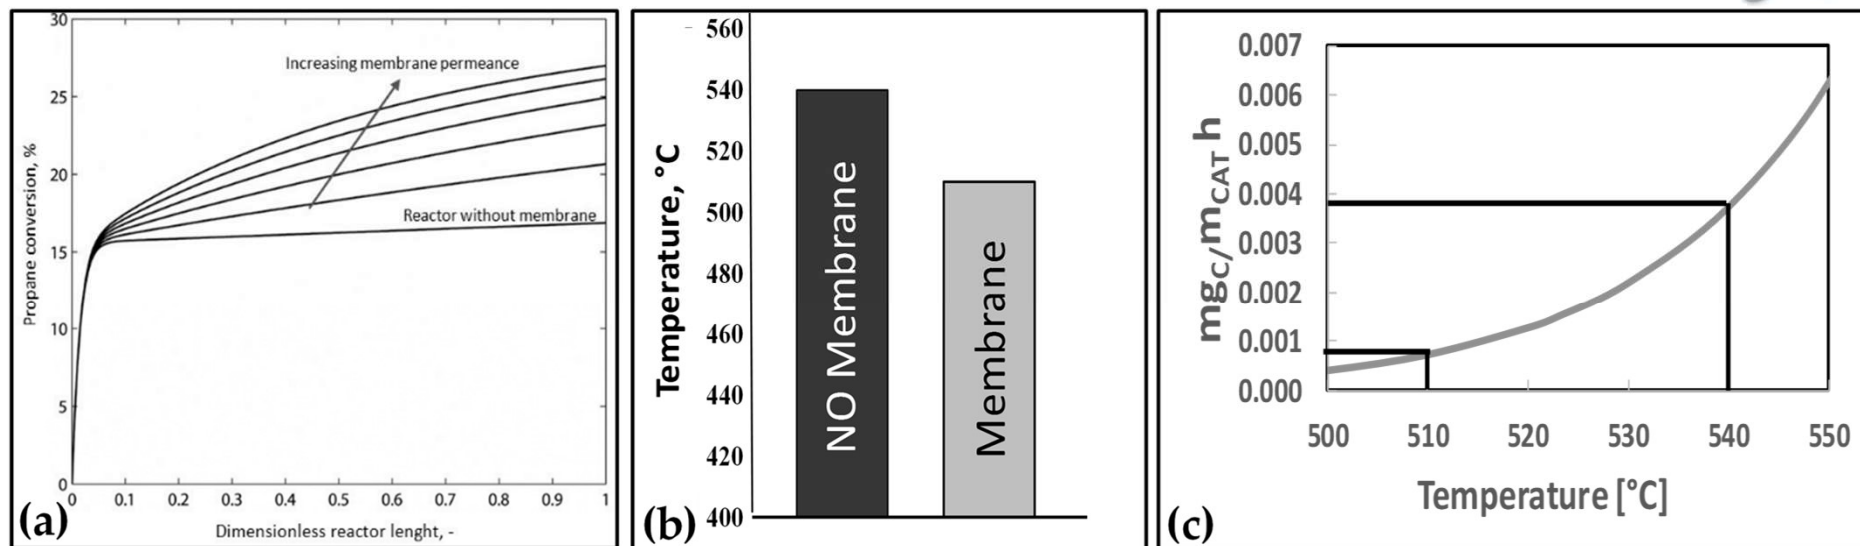 30
25
20
15
10
5
0
Propane conversion, %
Increasing membrane permeance
Reactor without membrane
0 0.1 0.2 0.3 0.4 0.5 0.6 0.7 0.8 0.9 1
Dimensionless reactor lenght, -
(a)
560
540
520
500
480
460
440
420
400
Temperature, °C
NO Membrane
Membrane
(b)
0.007
0.006
0.005
0.004
0.003
0.002
0.001
0.000
mgC/mCAT h
500 510 520 530 540 550
Temperature [°C]
(c)